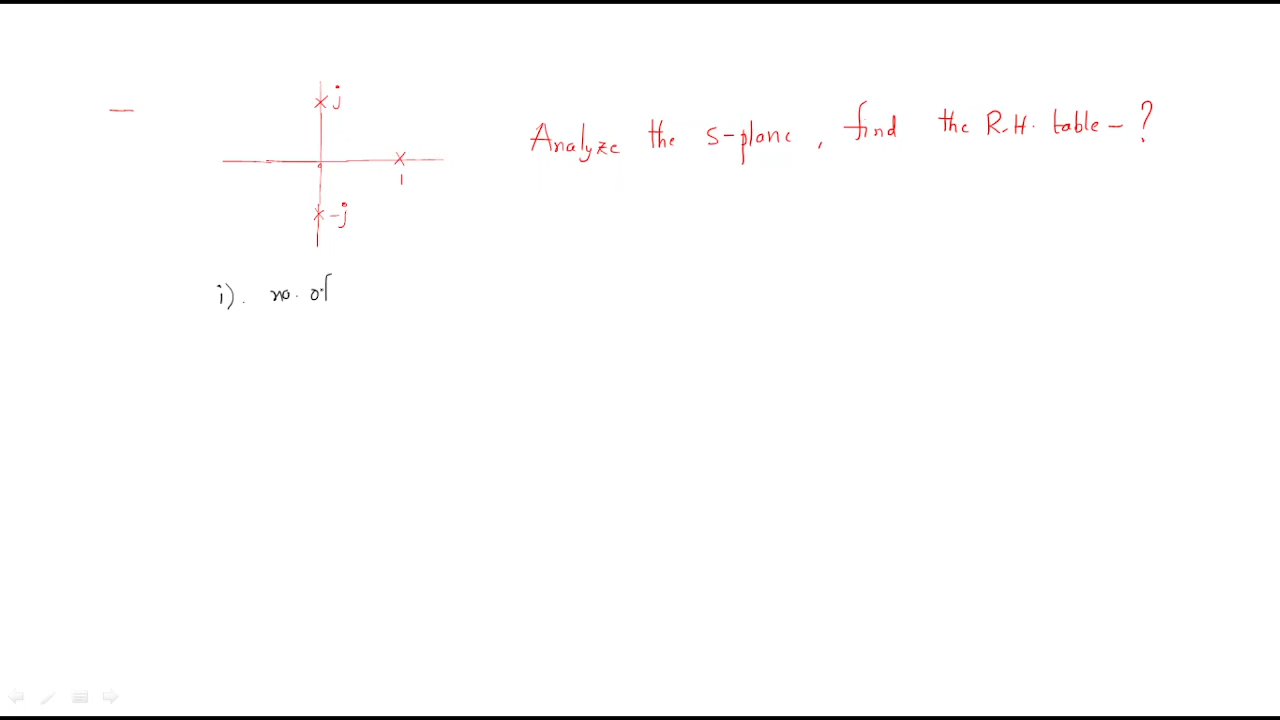 j
Analyze the s-plane, find the R.H. table - ?
1
-j
i). no. of